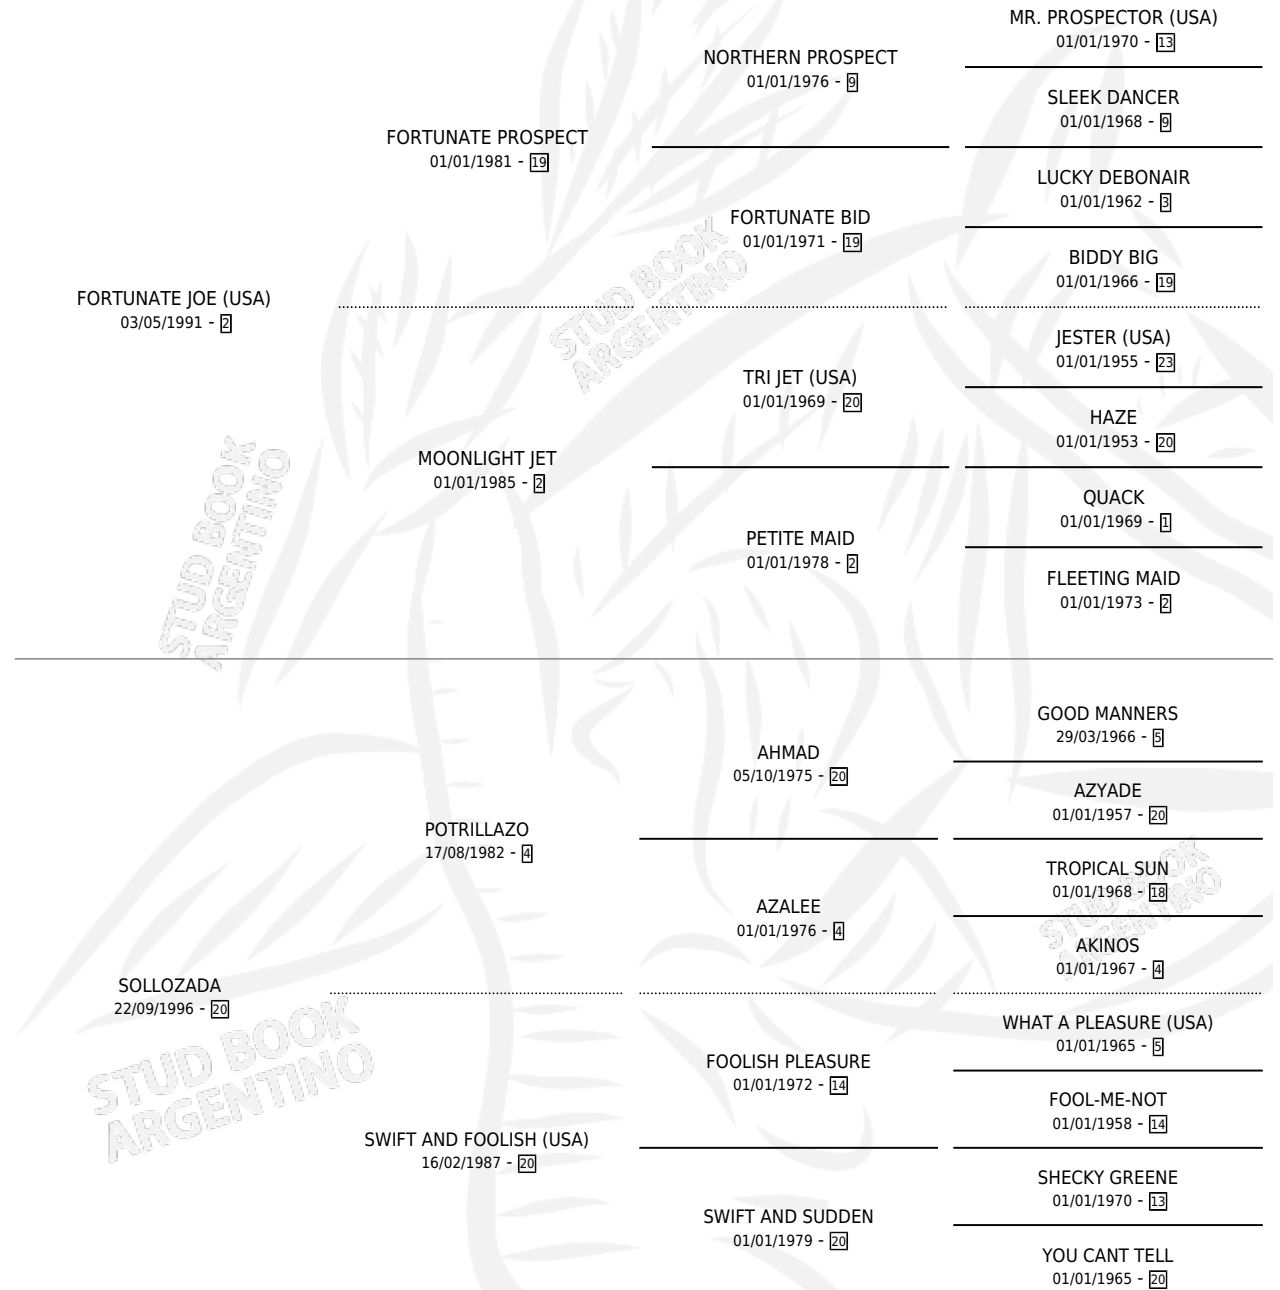 MR. PROSPECTOR (USA)
01/01/1970 - 13
NORTHERN PROSPECT
01/01/1976 - 9
SLEEK DANCER
01/01/1968 - 9
FORTUNATE PROSPECT
01/01/1981 - 19
LUCKY DEBONAIR
01/01/1962 - 3
FORTUNATE BID
01/01/1971 - 19
BIDDY BIG
01/01/1966 - 19
FORTUNATE JOE (USA)
03/05/1991 - 2
JESTER (USA)
01/01/1955 - 23
TRI JET (USA)
01/01/1969 - 20
HAZE
01/01/1953 - 20
MOONLIGHT JET
01/01/1985 - 2
QUACK
01/01/1969 - 1
PETITE MAID
01/01/1978 - 2
FLEETING MAID
01/01/1973 - 2
GOOD MANNERS
29/03/1966 - 5
AHMAD
05/10/1975 - 20
AZYADE
01/01/1957 - 20
POTRILLAZO
17/08/1982 - 4
TROPICAL SUN
01/01/1968 - 18
AZALEE
01/01/1976 - 4
AKINOS
01/01/1967 - 4
SOLLOZADA
22/09/1996 - 20
WHAT A PLEASURE (USA)
01/01/1965 - 5
FOOLISH PLEASURE
01/01/1972 - 14
FOOL-ME-NOT
01/01/1958 - 14
SWIFT AND FOOLISH (USA)
16/02/1987 - 20
SHECKY GREENE
01/01/1970 - 13
SWIFT AND SUDDEN
01/01/1979 - 20
YOU CANT TELL
01/01/1965 - 20
STUD BOOK
ARGENTINO
STUD BOOK
ARGENTINO
STUD BOOK
ARGENTINO
STUD BOOK
ARGENTINO